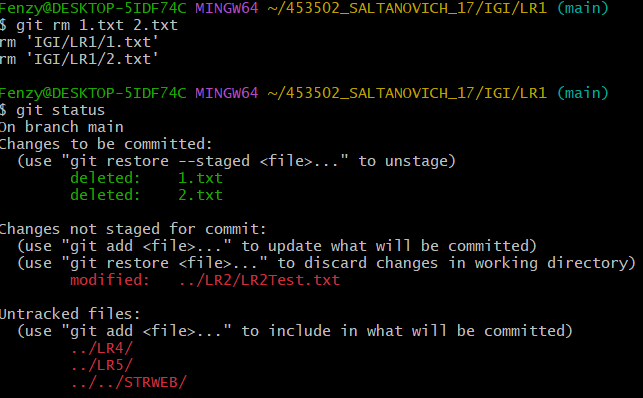 Fenzy@DESKTOP-5IDF74C MINGW64 ~/453502_SALTANOVICH_17/IGI/LR1 (main)
$ git rm 1.txt 2.txt
rm 'IGI/LR1/1.txt'
rm 'IGI/LR1/2.txt'

Fenzy@DESKTOP-5IDF74C MINGW64 ~/453502_SALTANOVICH_17/IGI/LR1 (main)
$ git status
On branch main
Changes to be committed:
  (use "git restore --staged <file>..." to unstage)
        deleted:    1.txt
        deleted:    2.txt

Changes not staged for commit:
  (use "git add <file>..." to update what will be committed)
  (use "git restore <file>..." to discard changes in working directory)
        modified:   ../LR2/LR2Test.txt

Untracked files:
  (use "git add <file>..." to include in what will be committed)
        ../LR4/
        ../LR5/
        ../../STRWEB/